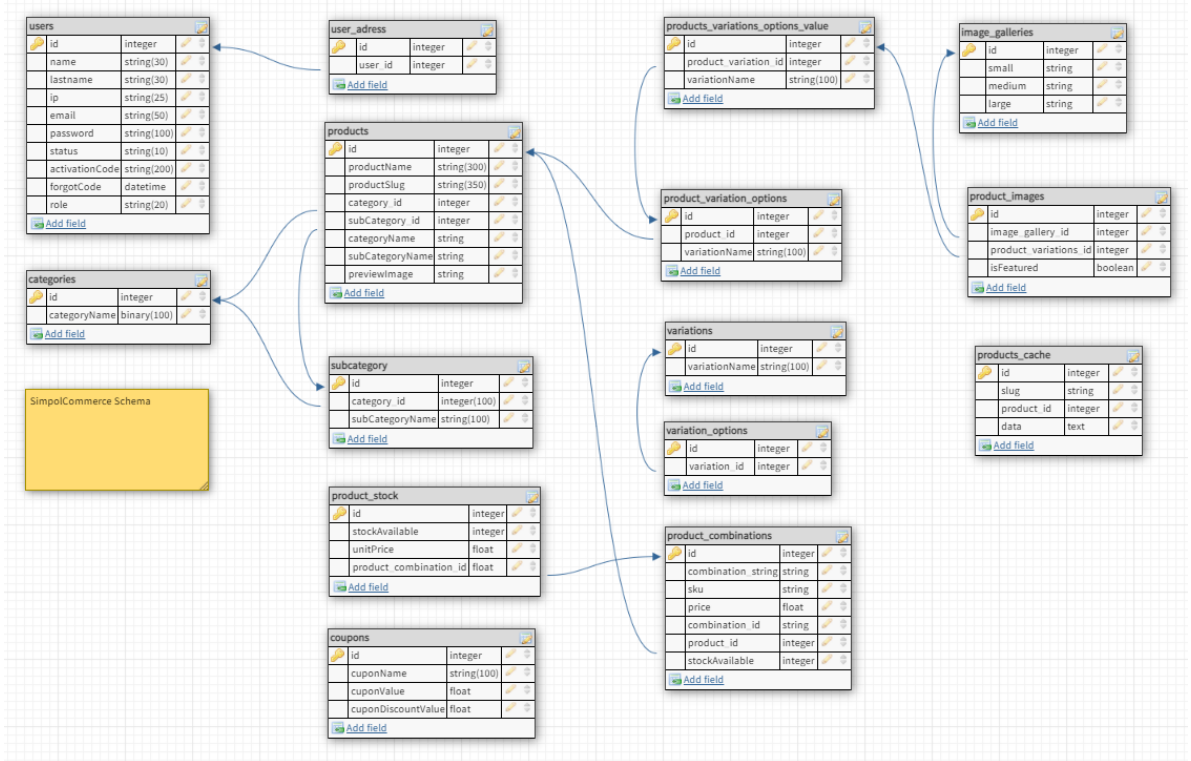 users
id integer
name string(30)
lastname string(30)
ip string(25)
email string(50)
password string(100)
status string(10)
activationCode string(200)
forgotCode datetime
role string(20)
Add field
user_adress
id integer
user_id integer
Add field
products
id integer
productName string(300)
productSlug string(350)
category_id integer
subCategory_id integer
categoryName string
subCategoryName string
previewImage string
Add field
categories
id integer
categoryName binary(100)
Add field
SimpolCommerce Schema
subcategory
id integer
category_id integer(100)
subCategoryName string(100)
Add field
product_stock
id integer
stockAvailable integer
unitPrice float
product_combination_id float
Add field
coupons
id integer
cuponName string(100)
cuponValue float
cuponDiscountValue float
Add field
products_variations_options_value
id integer
product_variation_id integer
variationName string(100)
Add field
product_variation_options
id integer
product_id integer
variationName string(100)
Add field
variations
id integer
variationName string(100)
Add field
variation_options
id integer
variation_id integer
Add field
product_combinations
id integer
combination_string string
sku string
price float
combination_id string
product_id integer
stockAvailable integer
Add field
image_galleries
id integer
small string
medium string
large string
Add field
product_images
id integer
image_gallery_id integer
product_variations_id integer
isFeatured boolean
Add field
products_cache
id integer
slug string
product_id integer
data text
Add field